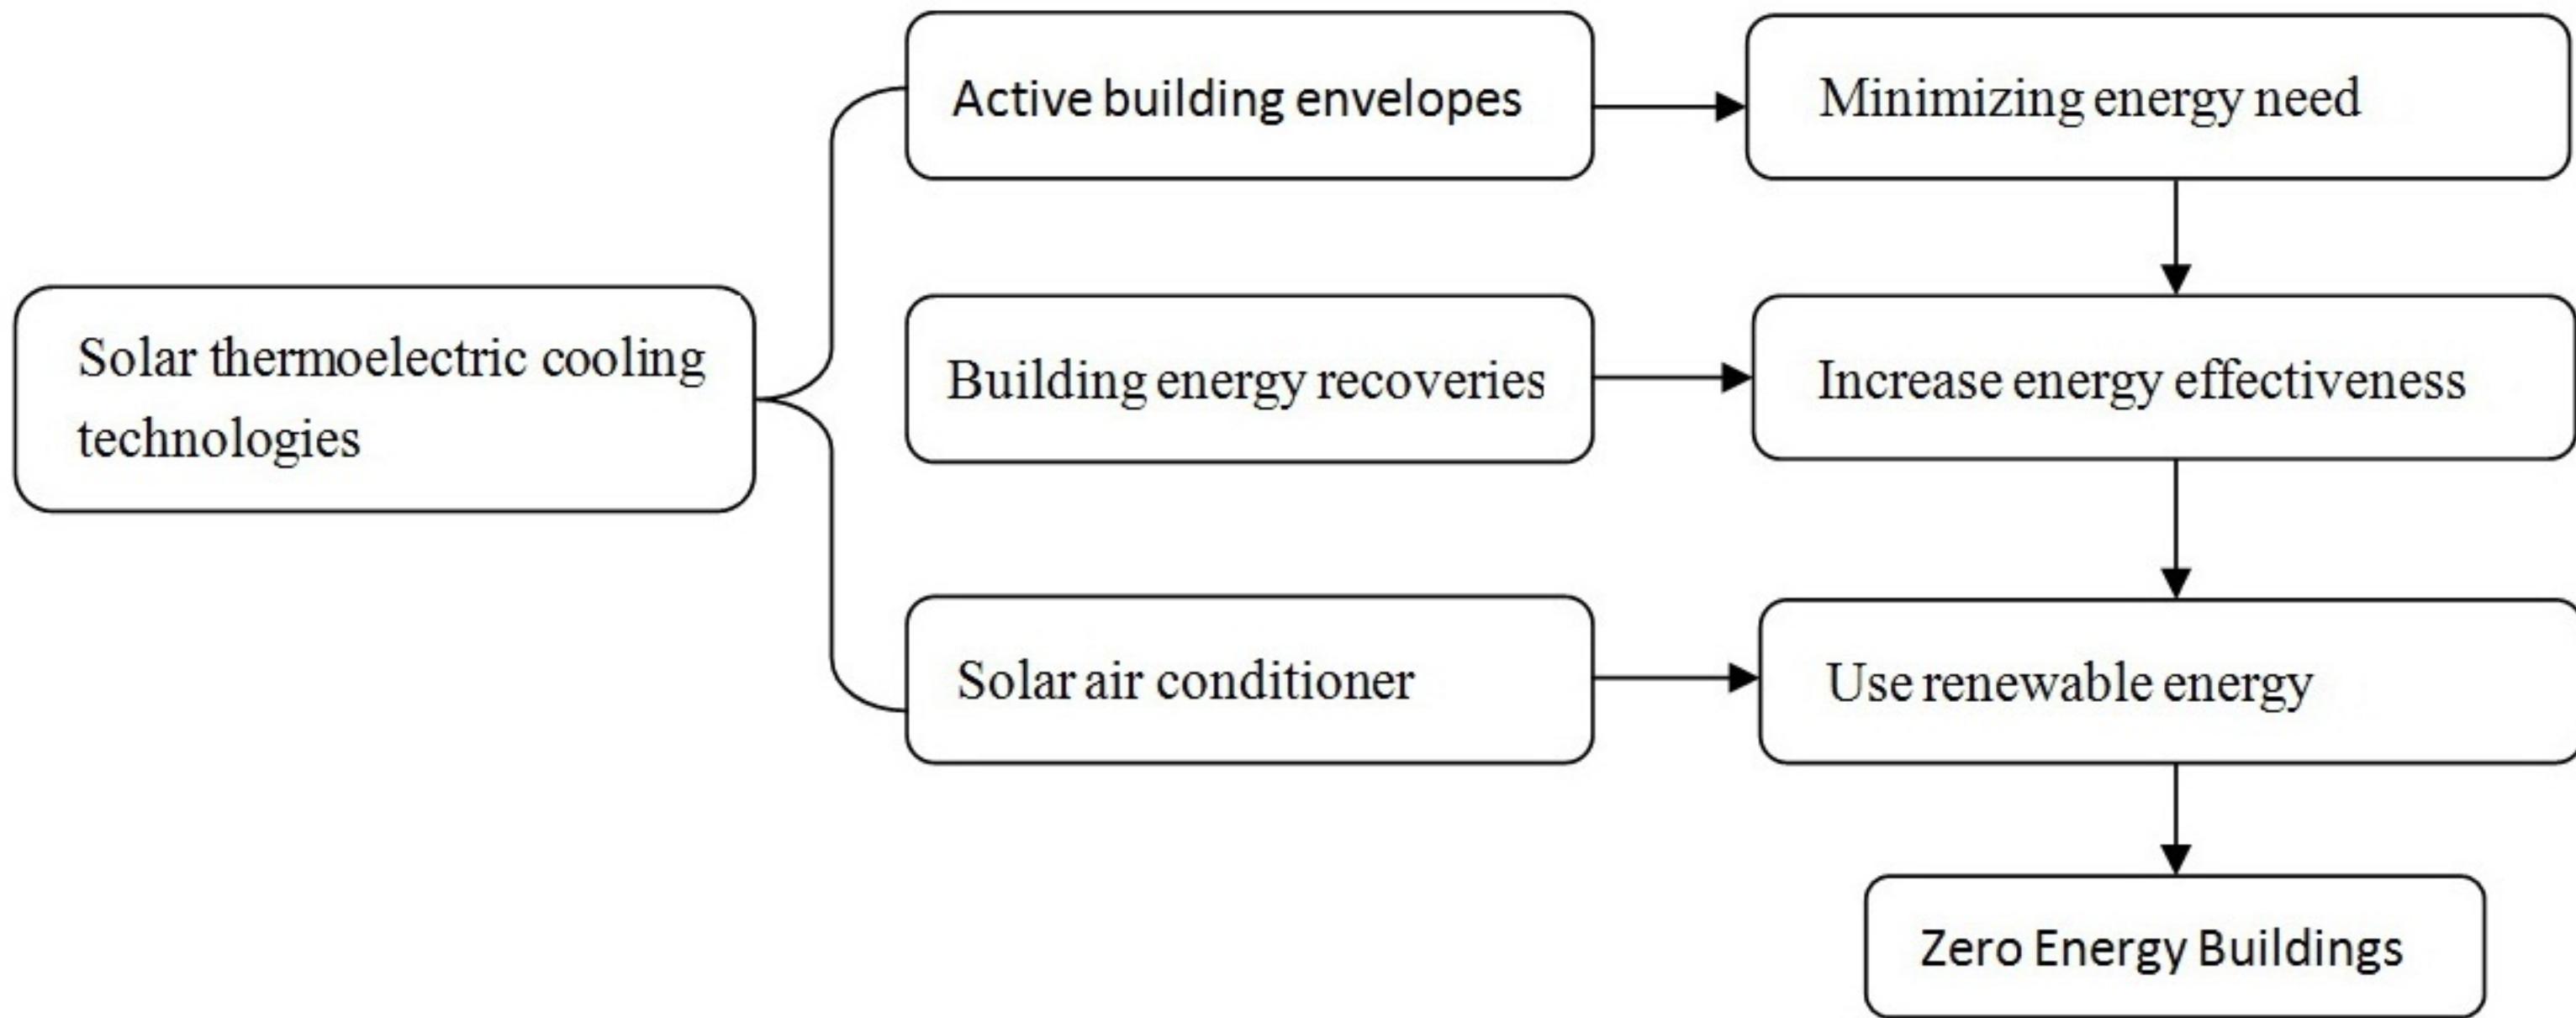 Active building envelopes
Minimizing energy need
Solar thermoelectric cooling
technologies
Building energy recoveries
Increase energy effectiveness
Solar air conditioner
Use renewable energy
Zero Energy Buildings